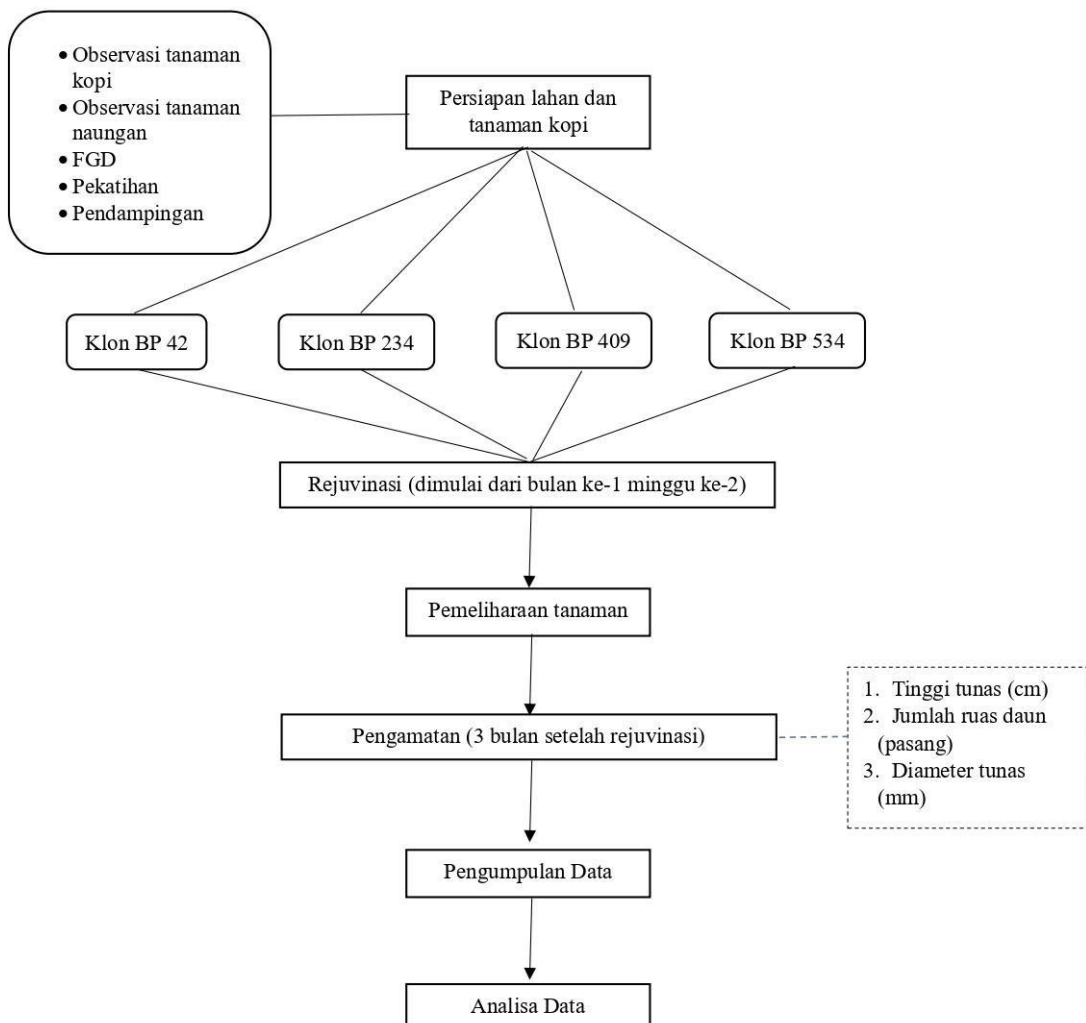 • Observasi tanaman
kopi
• Observasi tanaman
naungan
• FGD
• Pekatihan
• Pendampingan
Persiapan lahan dan
tanaman kopi
Klon BP 42
Klon BP 234
Klon BP 409
Klon BP 534
Rejuvinasi (dimulai dari bulan ke-1 minggu ke-2)
Pemeliharaan tanaman
Pengamatan (3 bulan setelah rejuvinasi)
1. Tinggi tunas (cm)
2. Jumlah ruas daun
(pasang)
3. Diameter tunas
(mm)
Pengumpulan Data
Analisa Data